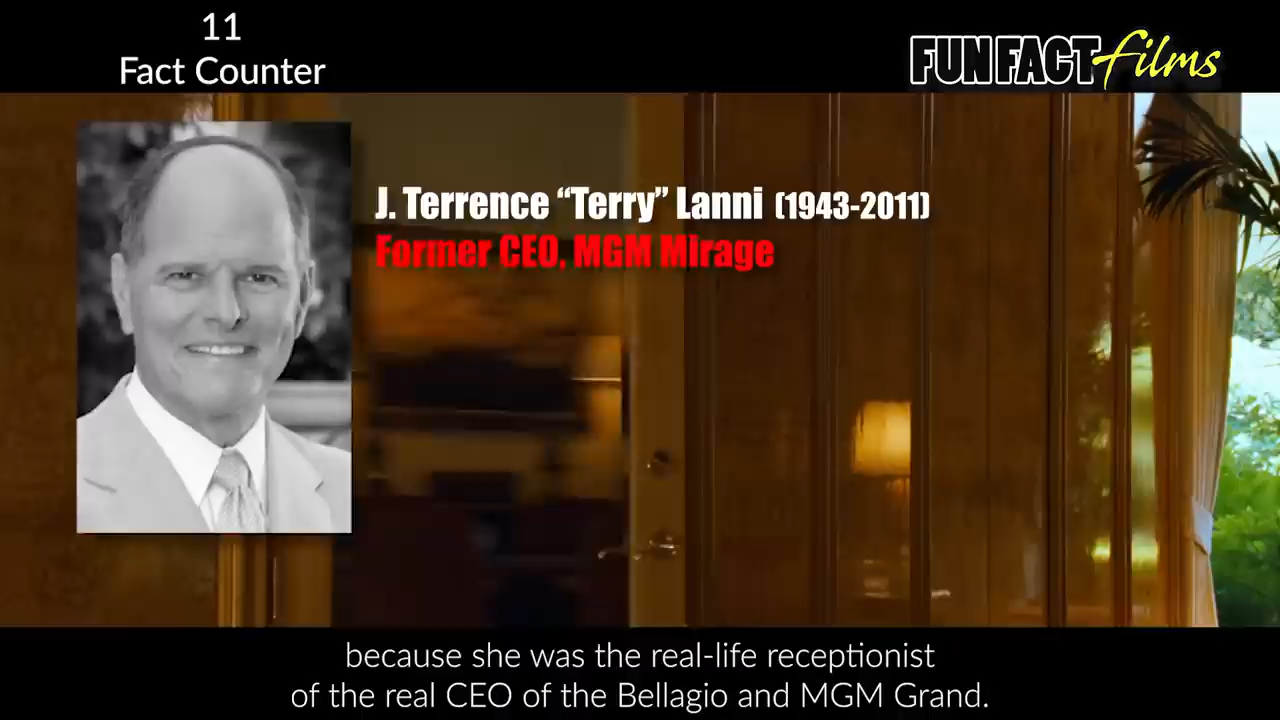 11
Fact Counter
FUN FACT films
J. Terrence “Terry” Lanni (1943-2011)
Former CEO, MGM Mirage
because she was the real-life receptionist
of the real CEO of the Bellagio and MGM Grand.